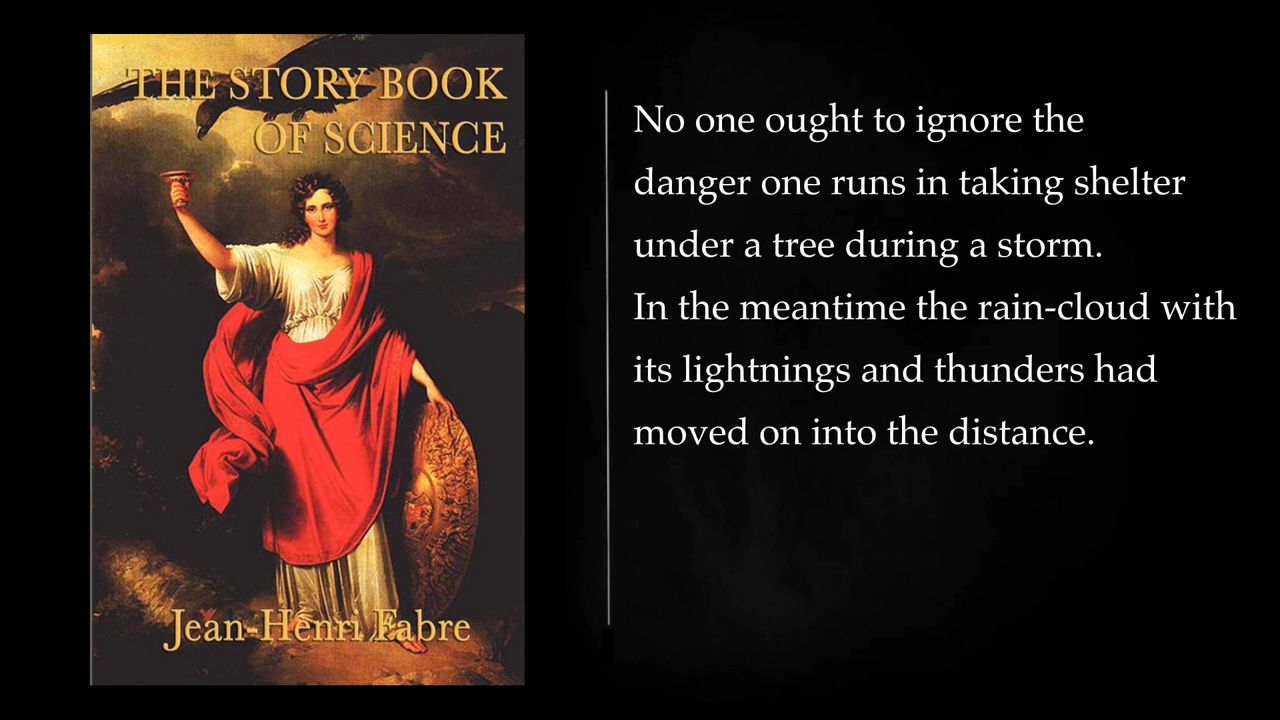 THE STORY BOOK
OF SCIENCE
Jean-Henri Fabre
No one ought to ignore the
danger one runs in taking shelter
under a tree during a storm.
In the meantime the rain-cloud with
its lightnings and thunders had
moved on into the distance.